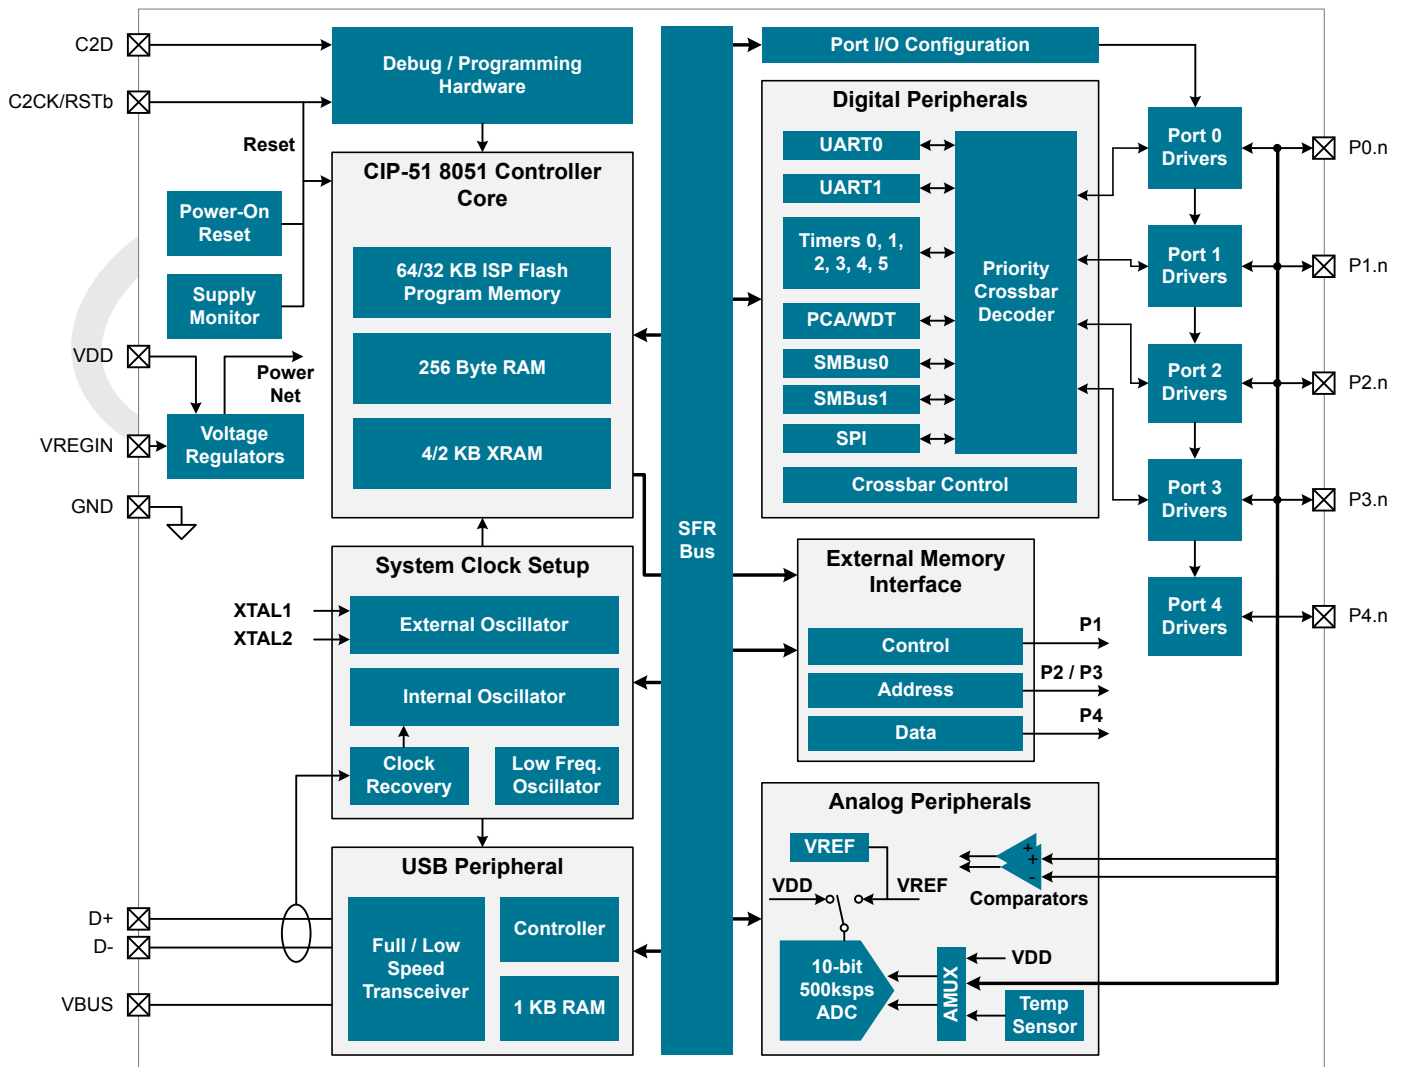 C2D
C2CK/RSTb
VDD
VREGIN
GND
D+
D-
VBUS
Debug / Programming
Hardware
Reset
Power-On
Reset
Supply
Monitor
Power
Net
Voltage
Regulators
CIP-51 8051 Controller
Core
64/32 KB ISP Flash
Program Memory
256 Byte RAM
4/2 KB XRAM
System Clock Setup
XTAL1
XTAL2
External Oscillator
Internal Oscillator
Clock
Recovery
Low Freq.
Oscillator
USB Peripheral
Full / Low
Speed
Transceiver
Controller
1 KB RAM
SFR
Bus
Port I/O Configuration
Digital Peripherals
UART0
UART1
Timers 0, 1,
2, 3, 4, 5
PCA/WDT
SMBus0
SMBus1
SPI
Priority
Crossbar
Decoder
Crossbar Control
External Memory
Interface
Control
Address
Data
P1
P2 / P3
P4
Analog Peripherals
VREF
VDD
VREF
+
+
-
Comparators
10-bit
500ksps
ADC
AMUX
VDD
Temp
Sensor
Port 0
Drivers
Port 1
Drivers
Port 2
Drivers
Port 3
Drivers
Port 4
Drivers
P0.n
P1.n
P2.n
P3.n
P4.n